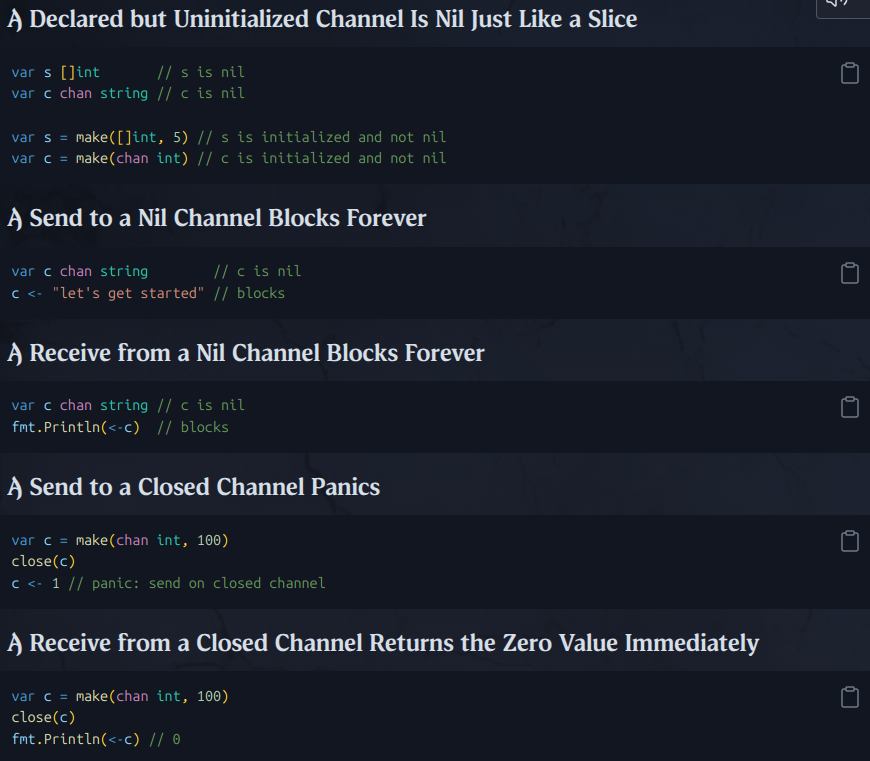 Declared but Uninitialized Channel Is Nil Just Like a Slice
var s []int       // s is nil
var c chan string // c is nil
var s = make([]int, 5) // s is initialized and not nil
var c = make(chan int) // c is initialized and not nil
Send to a Nil Channel Blocks Forever
var c chan string        // c is nil
c <- "let's get started" // blocks
Receive from a Nil Channel Blocks Forever
var c chan string // c is nil
fmt.Println(<-c)  // blocks
Send to a Closed Channel Panics
var c = make(chan int, 100)
close(c)
c <- 1 // panic: send on closed channel
Receive from a Closed Channel Returns the Zero Value Immediately
var c = make(chan int, 100)
close(c)
fmt.Println(<-c) // 0